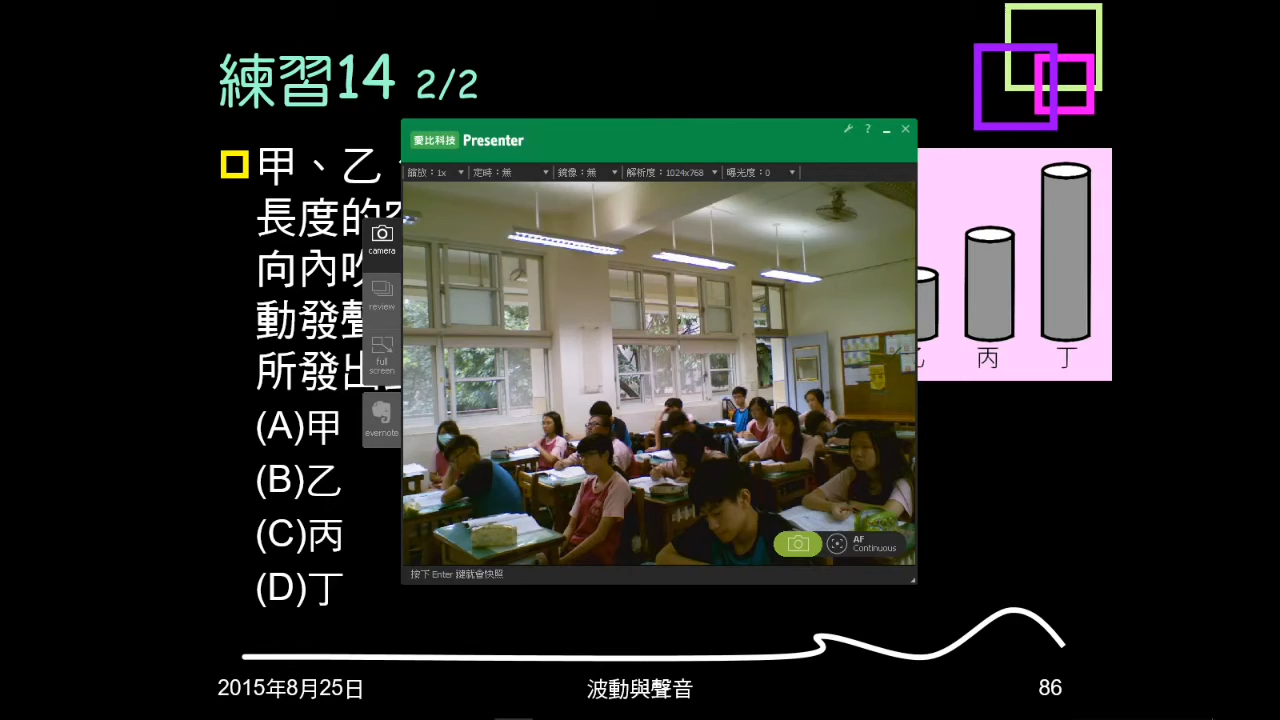 練習14 2/2
甲、乙
長度的
向內吹
動發聲
所發出
(A)甲
(B)乙
(C)丙
(D)丁
愛比科技 Presenter
縮放：1x 定時：無 鏡像：無 解析度：1024x768 曝光度：0
camera
review
full
screen
evernote
AF
Continuous
按下 Enter 鍵就會快照
乙 丙 丁
2015年8月25日 波動與聲音 86